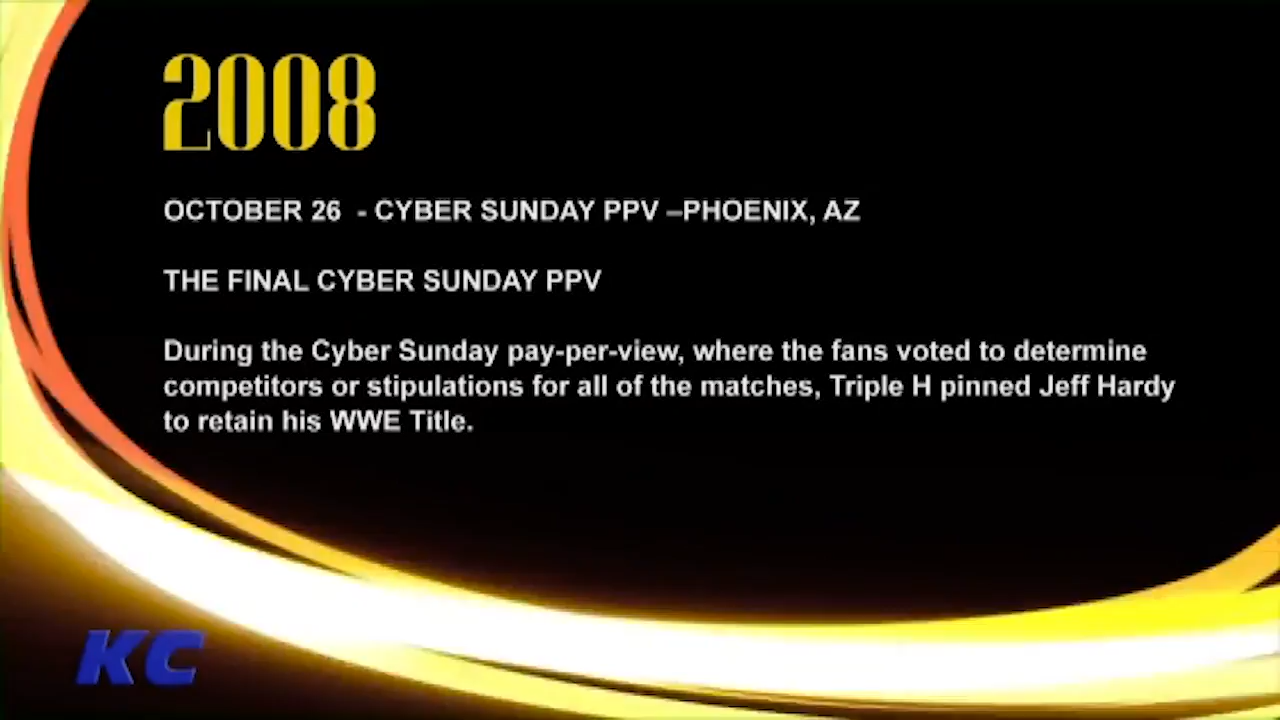 2008
OCTOBER 26 - CYBER SUNDAY PPV –PHOENIX, AZ
THE FINAL CYBER SUNDAY PPV
During the Cyber Sunday pay-per-view, where the fans voted to determine
competitors or stipulations for all of the matches, Triple H pinned Jeff Hardy
to retain his WWE Title.
KC